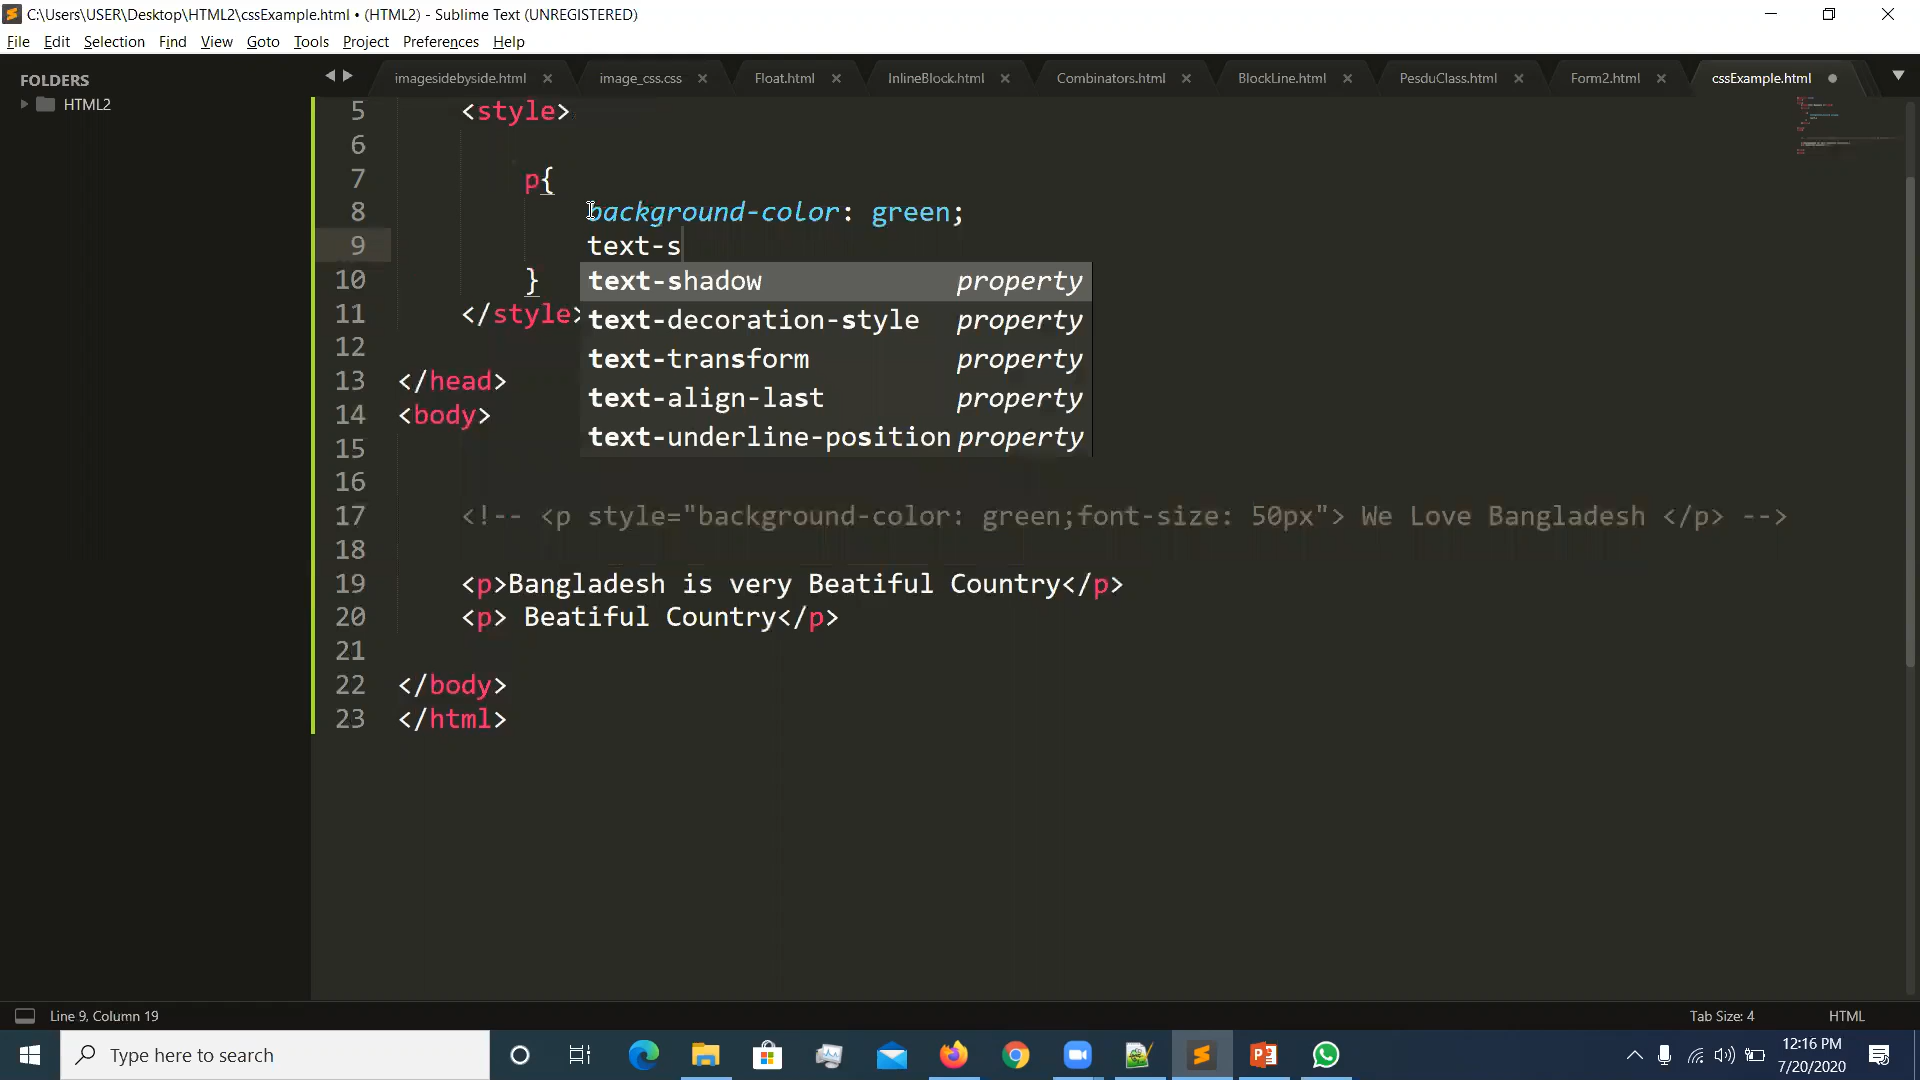 C:\Users\USER\Desktop\HTML2\cssExample.html • (HTML2) - Sublime Text (UNREGISTERED)
File Edit Selection Find View Goto Tools Project Preferences Help
FOLDERS
HTML2
imagesidebyside.html image_css.css Float.html InlineBlock.html Combinators.html BlockLine.html PesduClass.html Form2.html cssExample.html
5 <style>
6
7 p{
8 background-color: green;
9 text-s
10 }
11 </style>
12
13 </head>
14 <body>
15
16
17 <!-- <p style="background-color: green;font-size: 50px"> We Love Bangladesh </p> -->
18
19 <p>Bangladesh is very Beatiful Country</p>
20 <p> Beatiful Country</p>
21
22 </body>
23 </html>
text-shadow property
text-decoration-style property
text-transform property
text-align-last property
text-underline-position property
Line 9, Column 19
Tab Size: 4
HTML
Type here to search
12:16 PM
7/20/2020